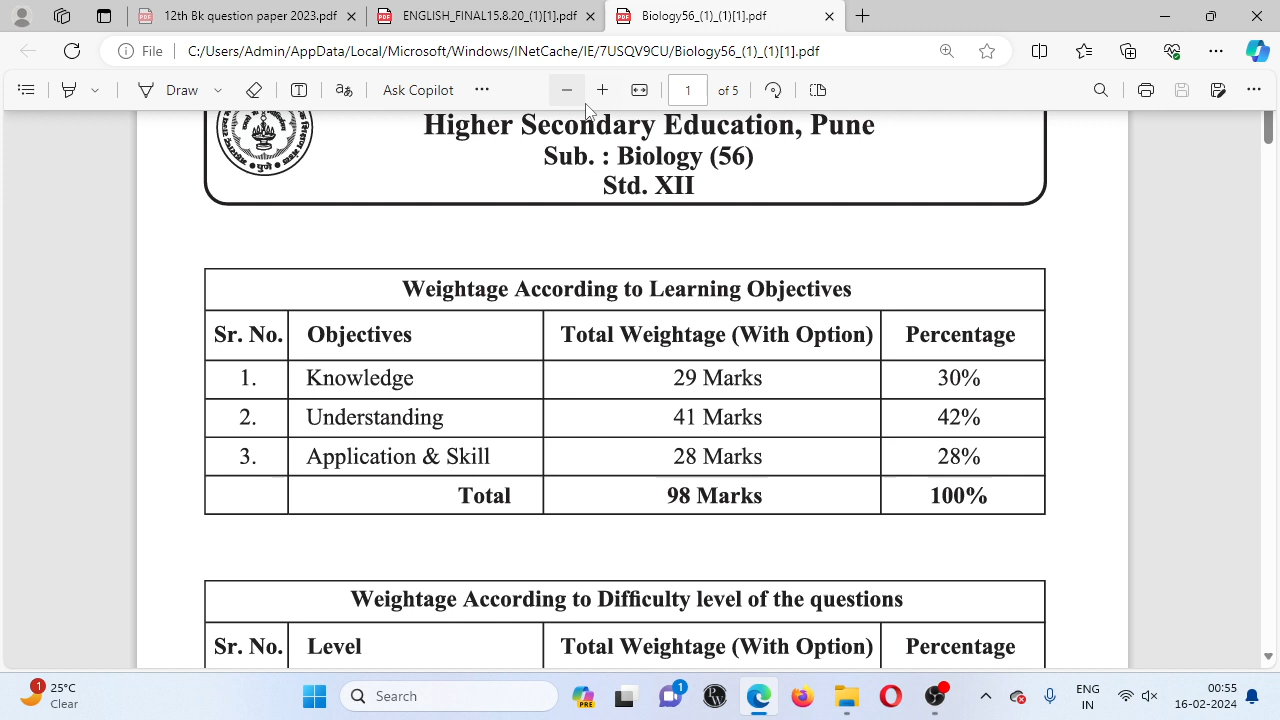 12th Bk question paper 2023.pdf
ENGLISH_FINAL15.8.20_(1)[1].pdf
Biology56_(1)_(1)[1].pdf
File
C:/Users/Admin/AppData/Local/Microsoft/Windows/INetCache/IE/7USQV9CU/Biology56_(1)_(1)[1].pdf
Draw
aあ
Ask Copilot
1 of 5
पुणे
Higher Secondary Education, Pune
Sub. : Biology (56)
Std. XII
Weightage According to Learning Objectives
Sr. No. Objectives Total Weightage (With Option) Percentage
1. Knowledge 29 Marks 30%
2. Understanding 41 Marks 42%
3. Application & Skill 28 Marks 28%
Total 98 Marks 100%
Weightage According to Difficulty level of the questions
Sr. No. Level Total Weightage (With Option) Percentage
1
25°C
Clear
Search
PRE
1
ENG
IN
00:55
16-02-2024